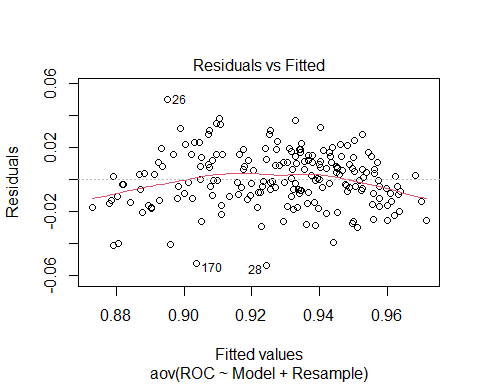 Residuals vs Fitted
Residuals
0.06
0.02
-0.02
-0.06
26
170
28
0.88 0.90 0.92 0.94 0.96
Fitted values
aov(ROC ~ Model + Resample)